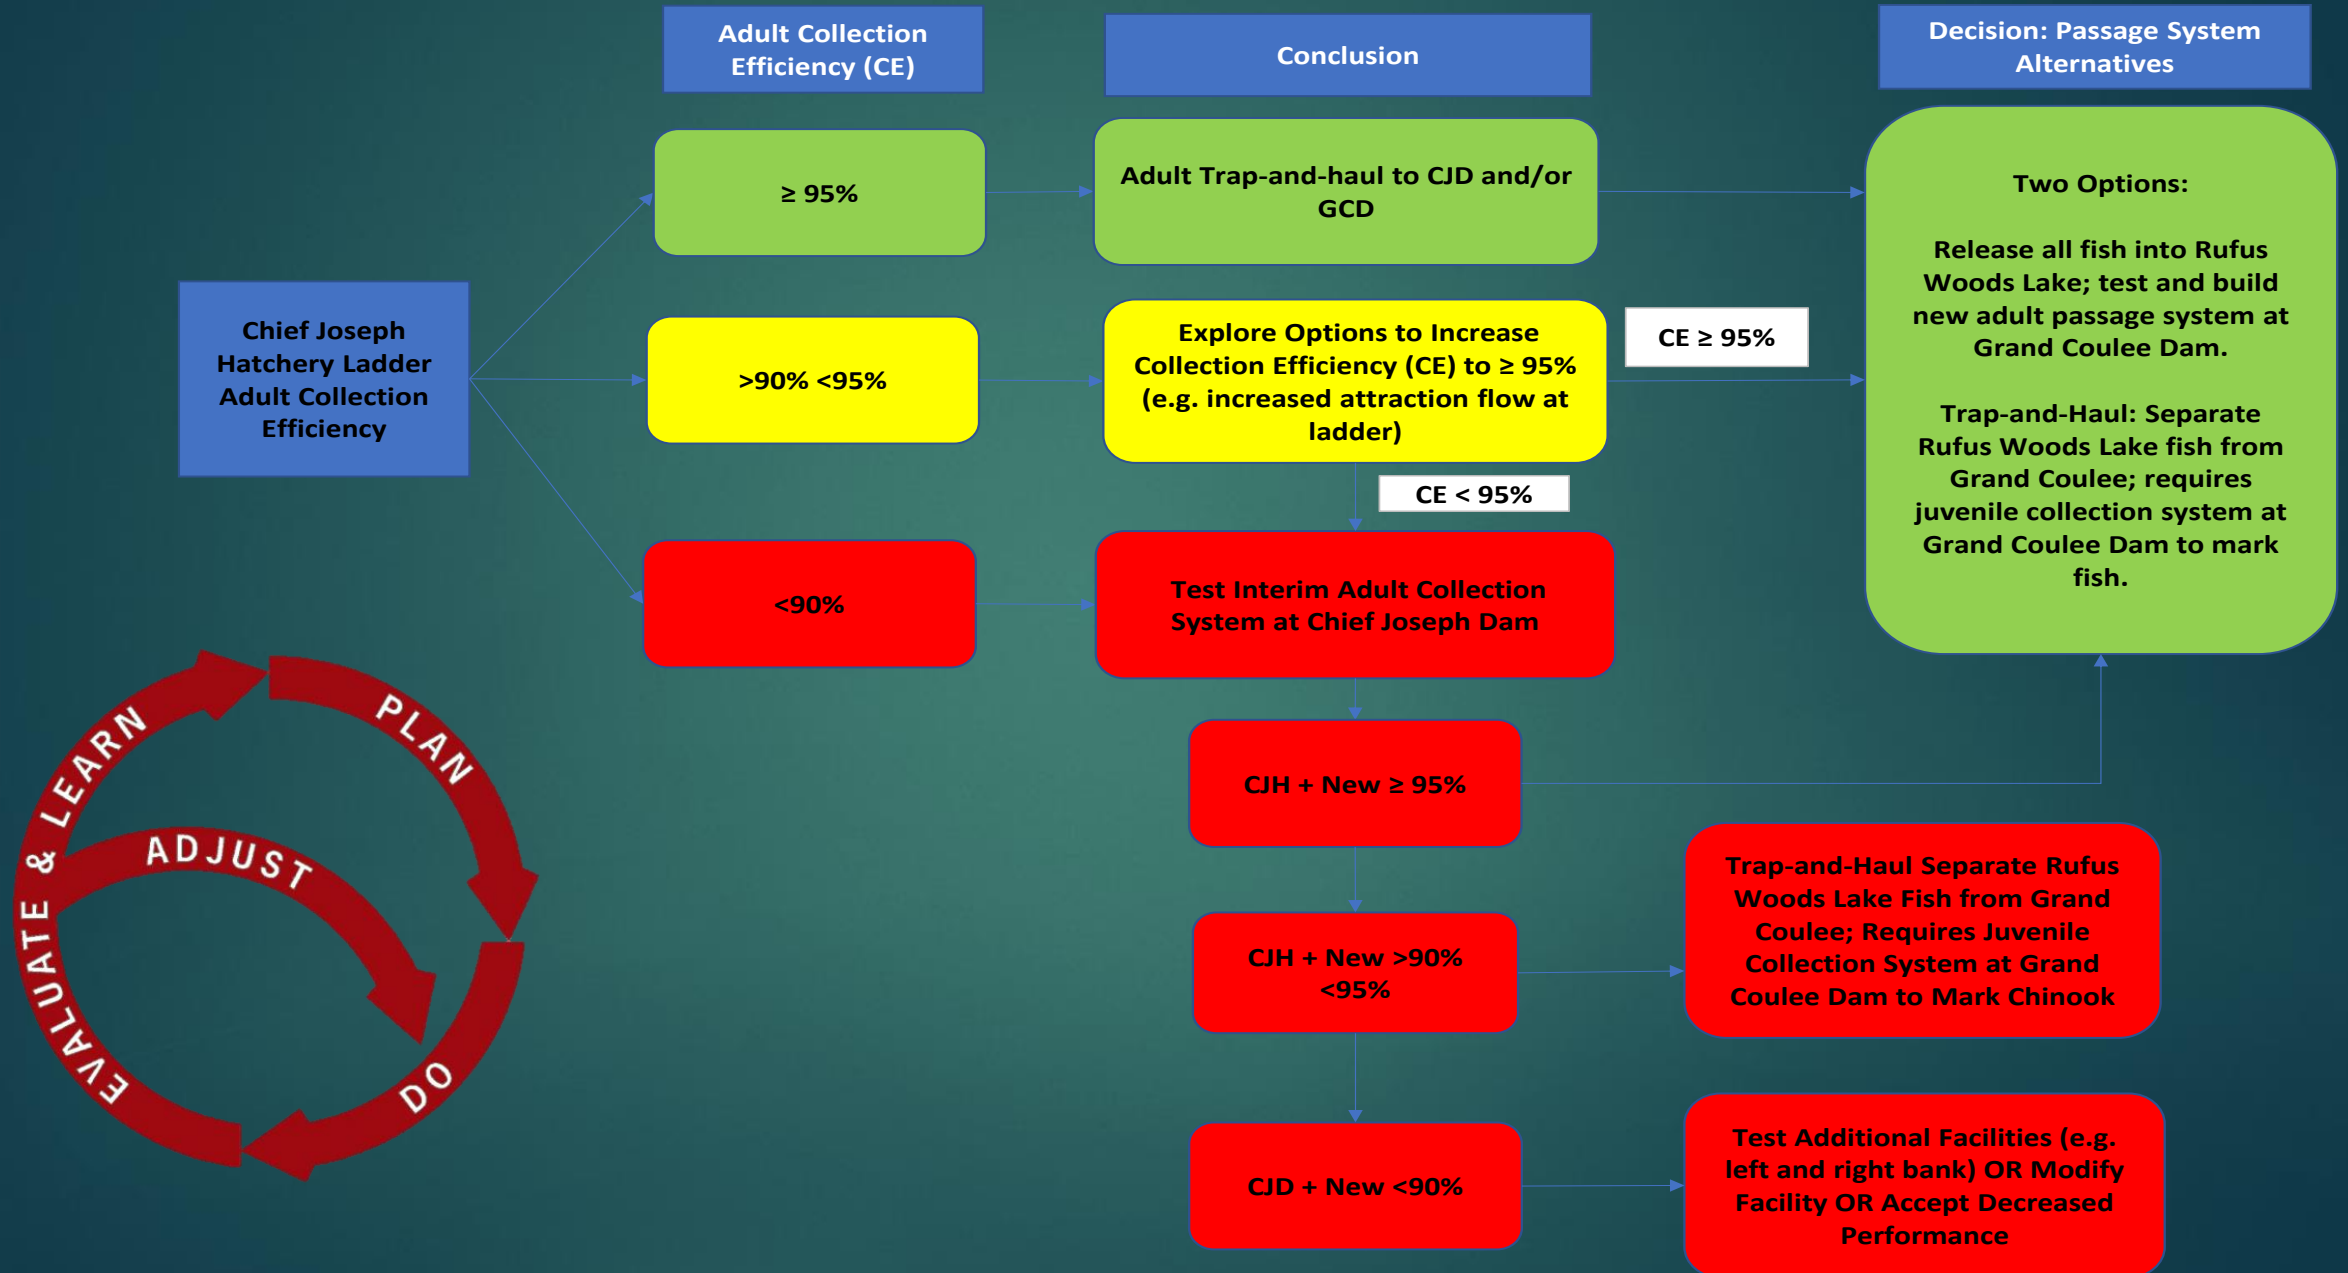 Adult Collection
Efficiency (CE)
Conclusion
Decision: Passage System
Alternatives
Chief Joseph
Hatchery Ladder
Adult Collection
Efficiency
≥ 95%
Adult Trap-and-haul to CJD and/or
GCD
Two Options:
Release all fish into Rufus
Woods Lake; test and build
new adult passage system at
Grand Coulee Dam.
Trap-and-Haul: Separate
Rufus Woods Lake fish from
Grand Coulee; requires
juvenile collection system at
Grand Coulee Dam to mark
fish.
>90% <95%
Explore Options to Increase
Collection Efficiency (CE) to ≥ 95%
(e.g. increased attraction flow at
ladder)
CE ≥ 95%
CE < 95%
<90%
Test Interim Adult Collection
System at Chief Joseph Dam
CJH + New ≥ 95%
CJH + New >90%
<95%
Trap-and-Haul Separate Rufus
Woods Lake Fish from Grand
Coulee; Requires Juvenile
Collection System at Grand
Coulee Dam to Mark Chinook
CJD + New <90%
Test Additional Facilities (e.g.
left and right bank) OR Modify
Facility OR Accept Decreased
Performance
PLAN
DO
EVALUATE & LEARN
ADJUST